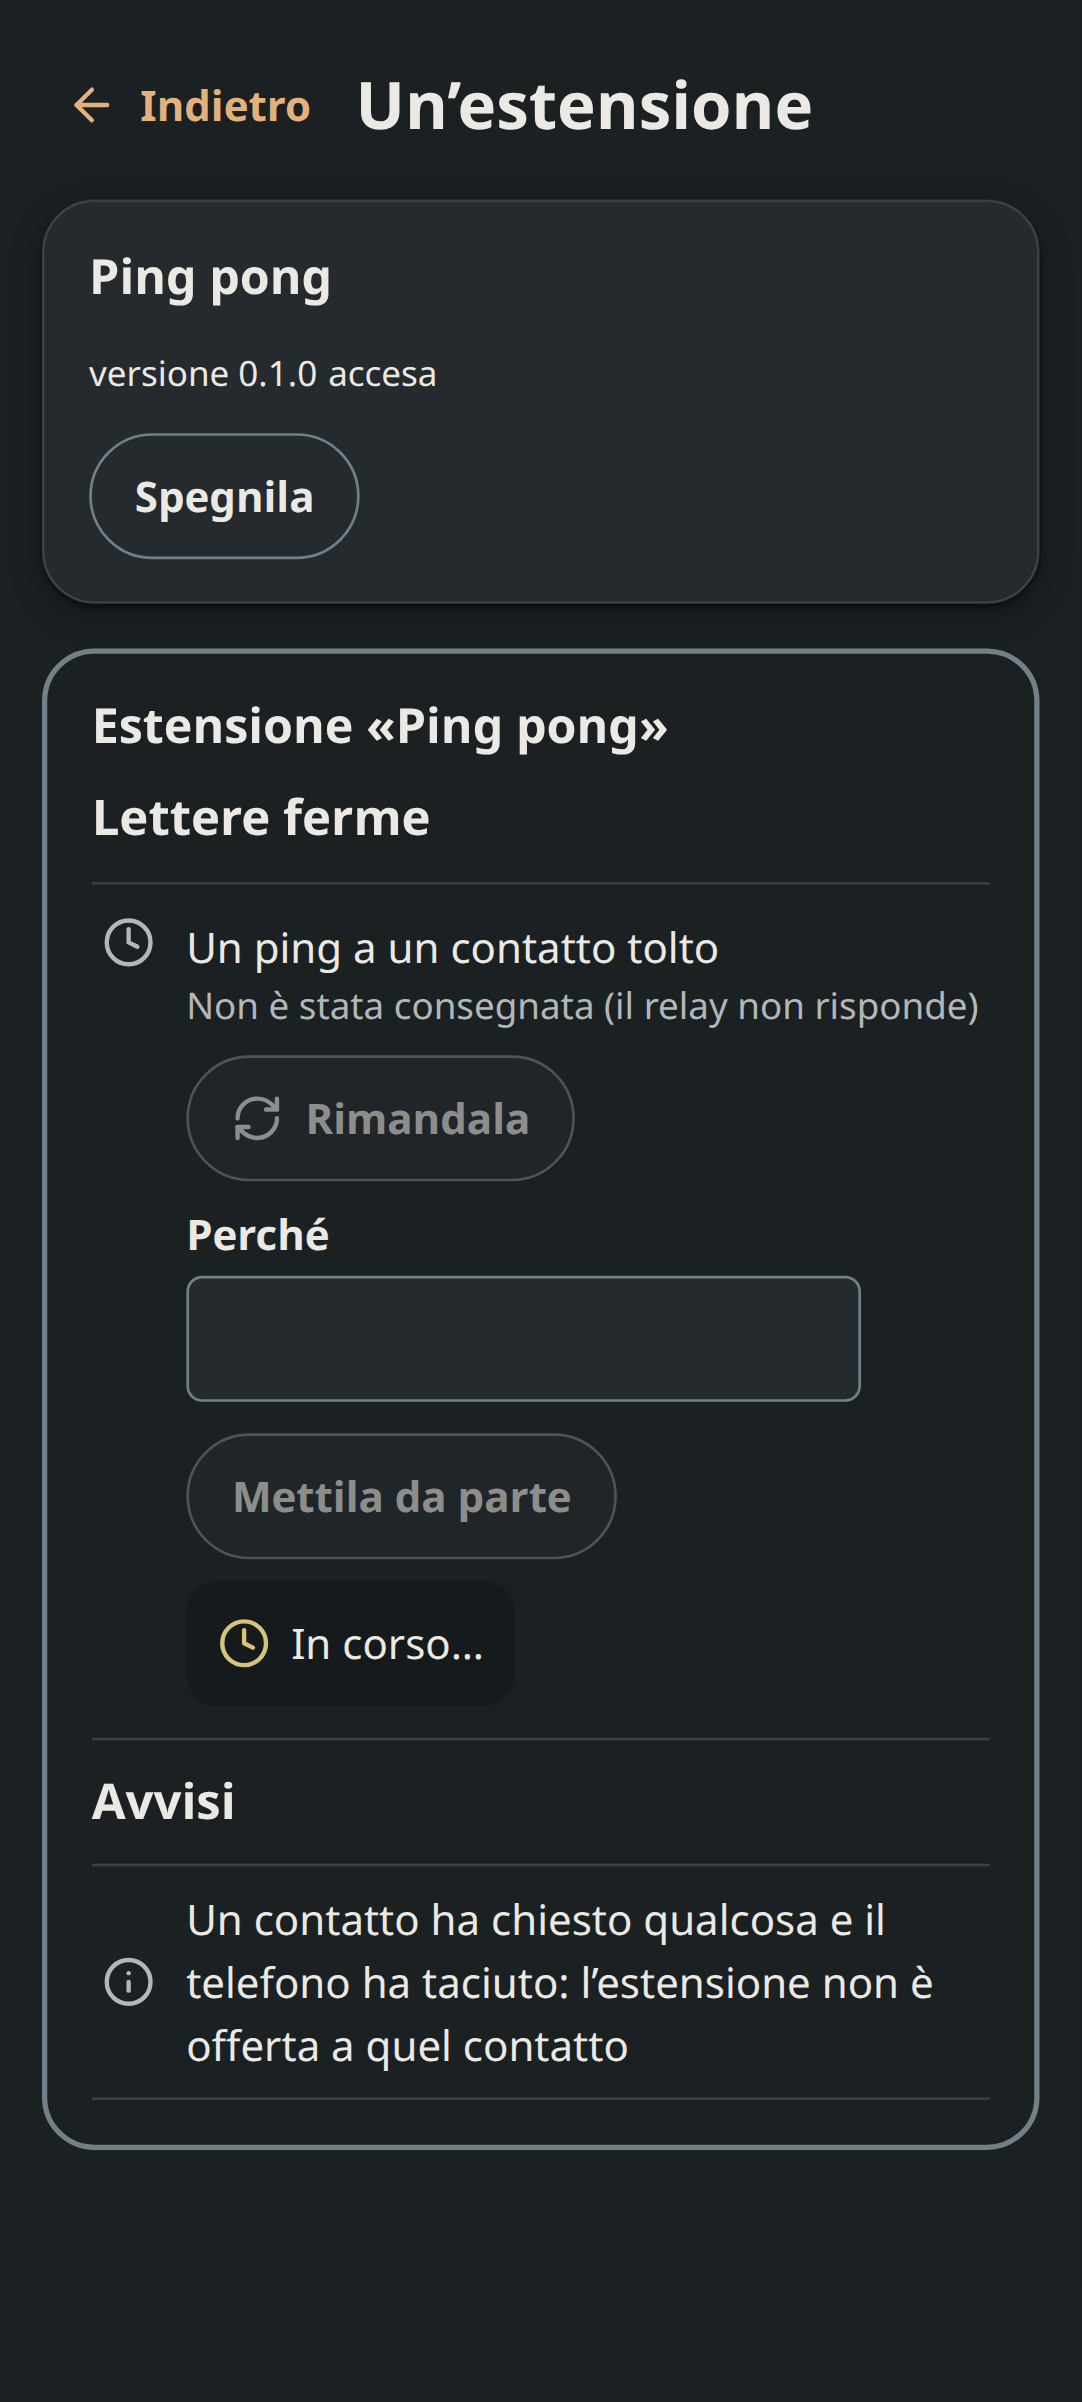 Indietro
Un’estensione
Ping pong
versione 0.1.0 accesa
Spegnila
Estensione «Ping pong»
Lettere ferme
Un ping a un contatto tolto
Non è stata consegnata (il relay non risponde)
Rimandala
Perché
Mettila da parte
In corso…
Avvisi
Un contatto ha chiesto qualcosa e il
telefono ha taciuto: l’estensione non è
offerta a quel contatto